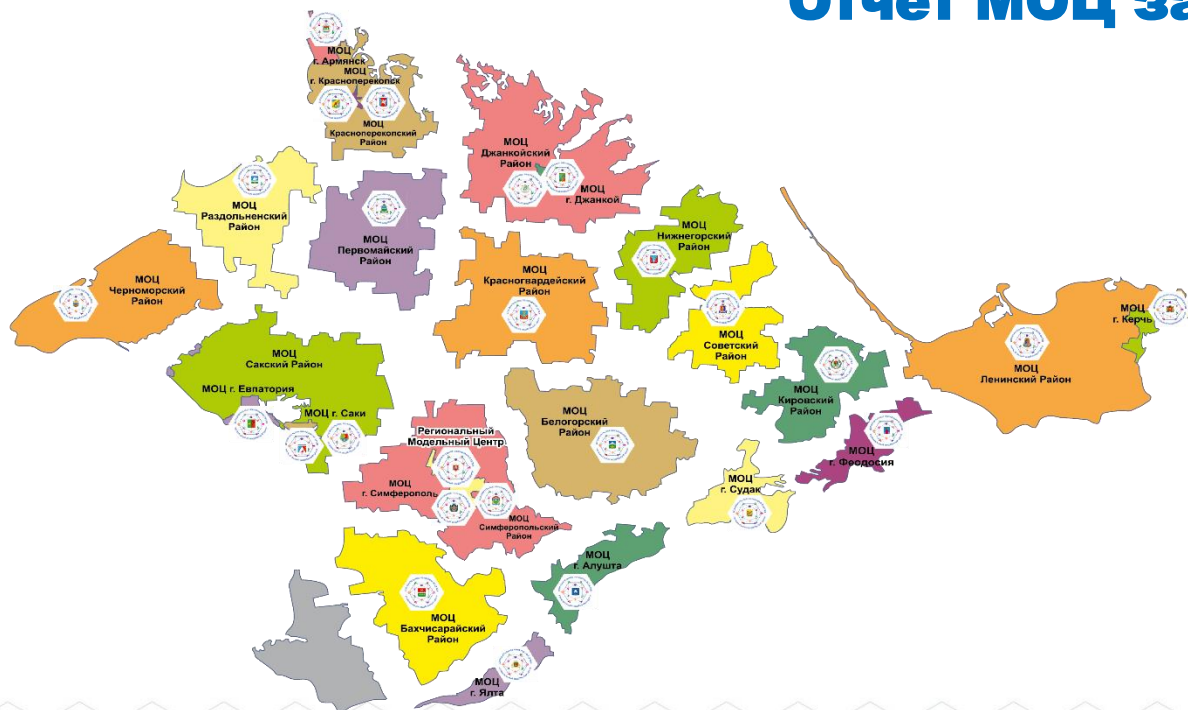 Отчет МОЦ за
МОЦ
г. Армянск
МОЦ
г. Красноперекопск
МОЦ
Красноперекопский
Район
МОЦ
Джанкойский
Район
МОЦ
г. Джанкой
МОЦ
Раздольненский
Район
МОЦ
Первомайский
Район
МОЦ
Нижнегорский
Район
МОЦ
Черноморский
Район
МОЦ
Красногвардейский
Район
МОЦ
Советский
Район
МОЦ
г. Керчь
МОЦ
Ленинский Район
МОЦ
Сакский Район
МОЦ г. Евпатория
МОЦ г. Саки
МОЦ
Кировский
Район
МОЦ
Белогорский
Район
Региональный
Модельный Центр
МОЦ
г. Феодосия
МОЦ
г. Судак
МОЦ
г. Симферополь
МОЦ
Симферопольский
Район
МОЦ
г. Алушта
МОЦ
Бахчисарайский
Район
МОЦ
г. Ялта